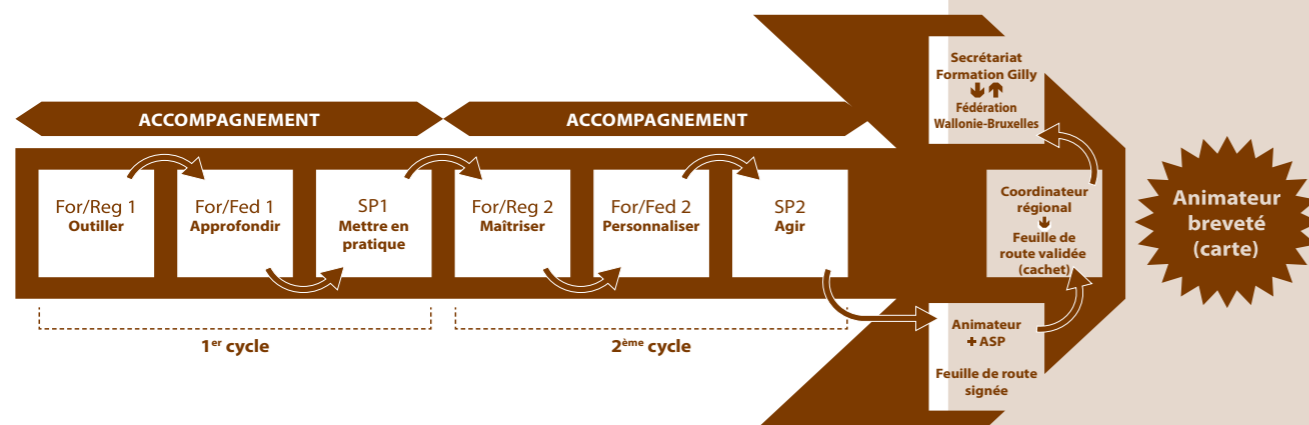 ACCOMPAGNEMENT
ACCOMPAGNEMENT
For/Reg 1
Outiller
For/Fed 1
Approfondir
SP1
Mettre en
pratique
For/Reg 2
Maîtriser
For/Fed 2
Personnaliser
SP2
Agir
1er cycle
2ème cycle
Animateur
+ ASP
Feuille de route
signée
Coordinateur
régional
Feuille de
route validée
(cachet)
Secrétariat
Formation Gilly
Fédération
Wallonie-Bruxelles
Animateur
breveté
(carte)